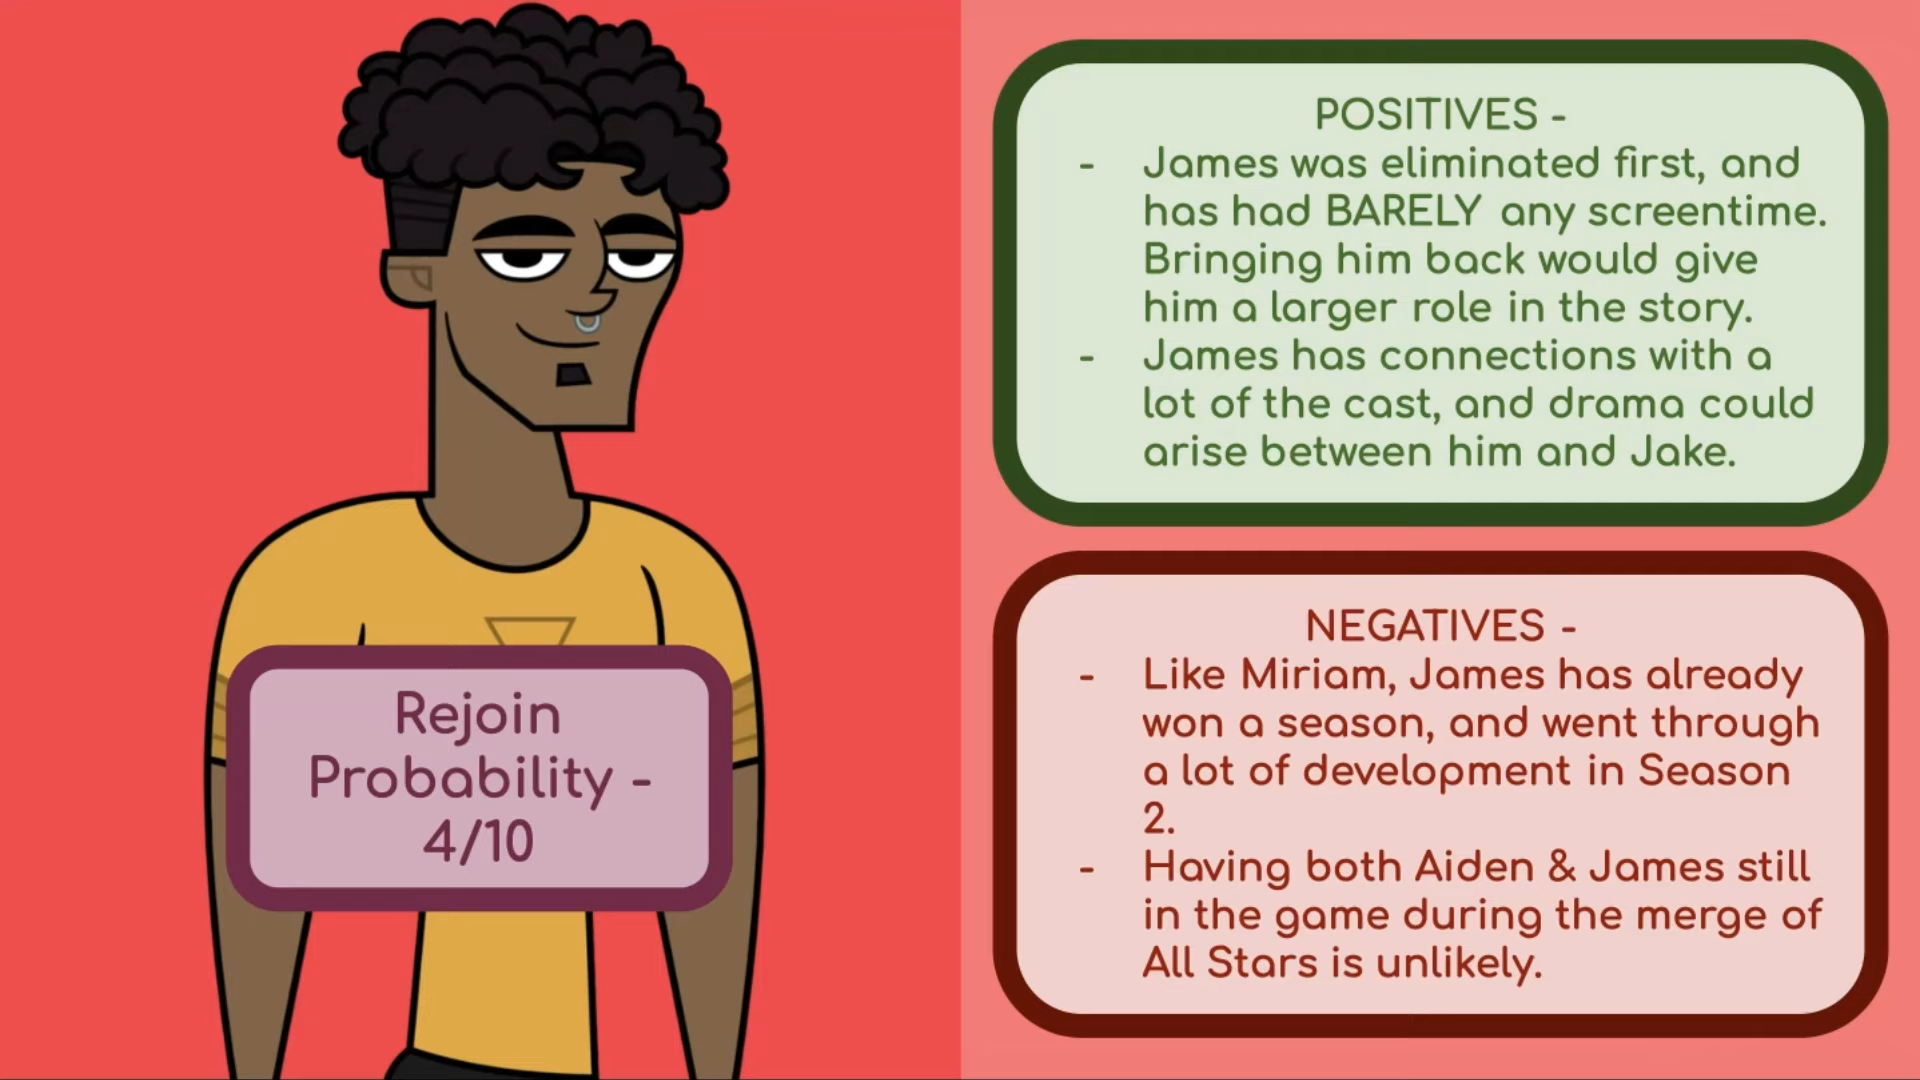 POSITIVES -
- James was eliminated first, and
has had BARELY any screentime.
Bringing him back would give
him a larger role in the story.
- James has connections with a
lot of the cast, and drama could
arise between him and Jake.
NEGATIVES -
- Like Miriam, James has already
won a season, and went through
a lot of development in Season
2.
- Having both Aiden & James still
in the game during the merge of
All Stars is unlikely.
Rejoin
Probability -
4/10